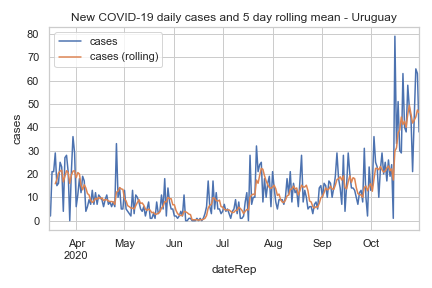 New COVID-19 daily cases and 5 day rolling mean - Uruguay
cases
cases (rolling)
80
70
60
50
40
30
20
10
0
cases
Apr May Jun Jul Aug Sep Oct
2020
dateRep